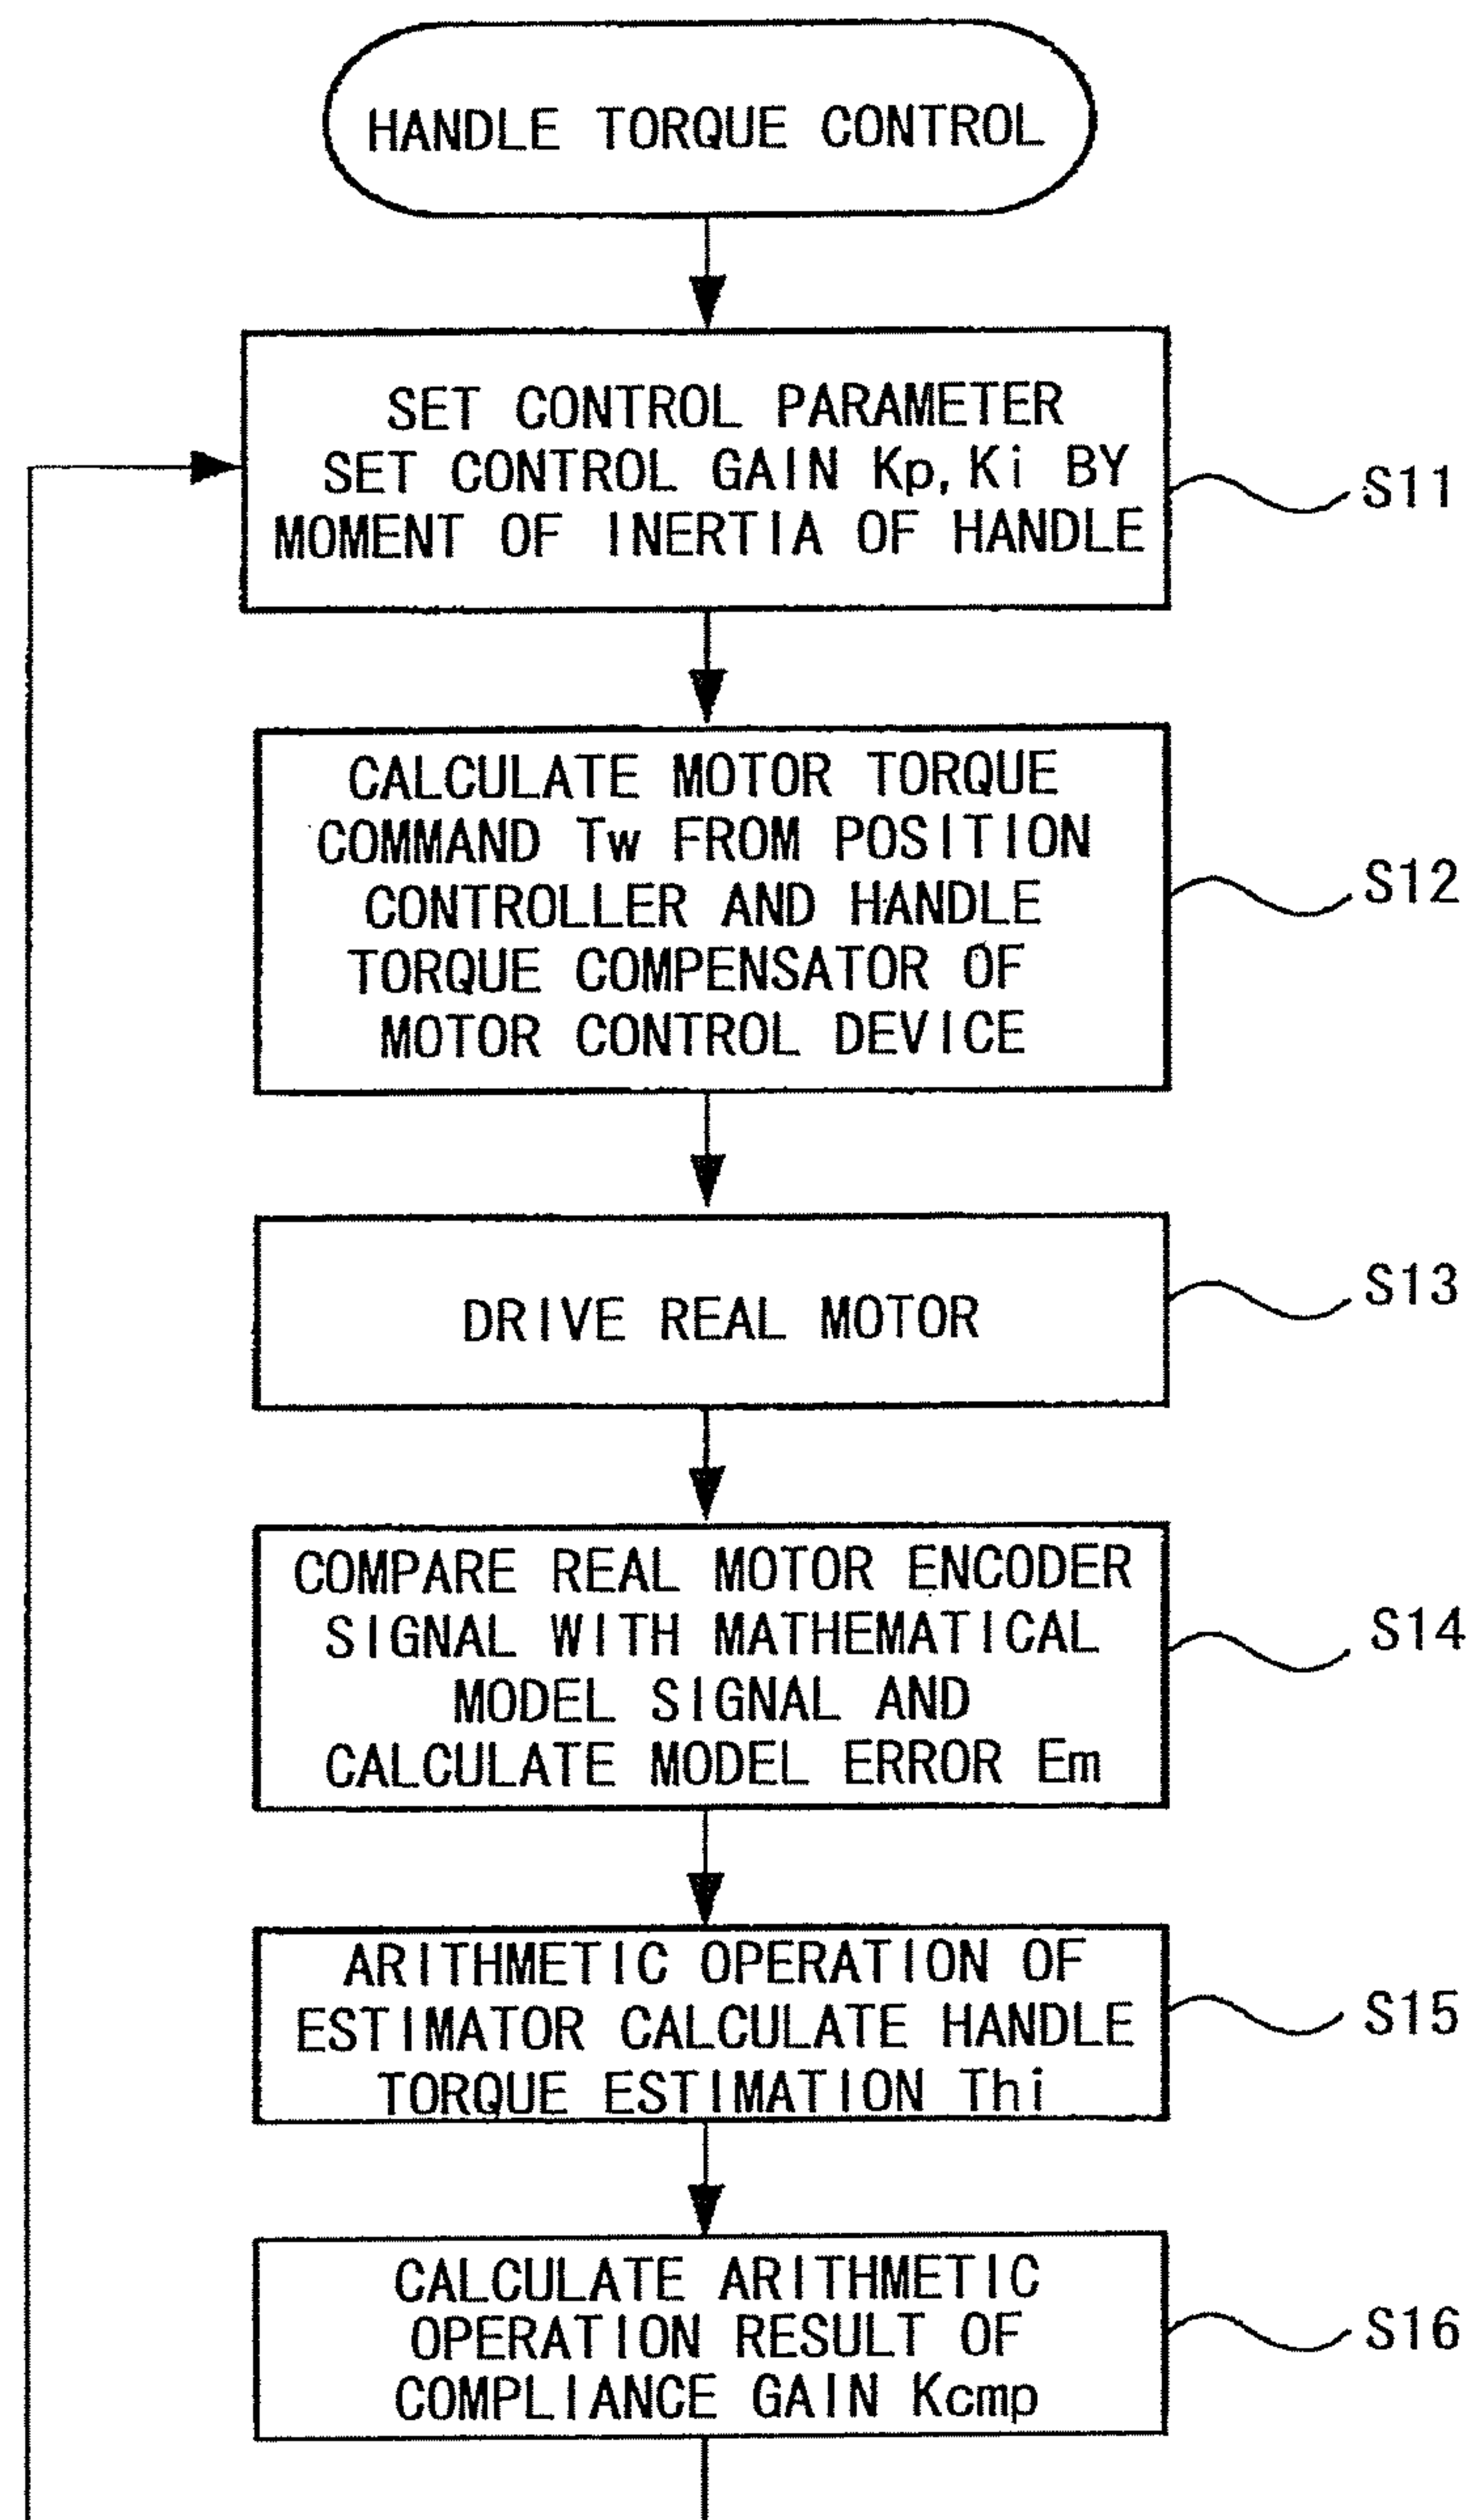 HANDLE TORQUE CONTROL
SET CONTROL PARAMETER
SET CONTROL GAIN Kp, Ki BY
MOMENT OF INERTIA OF HANDLE
S11
CALCULATE MOTOR TORQUE
COMMAND Tw FROM POSITION
CONTROLLER AND HANDLE
TORQUE COMPENSATOR OF
MOTOR CONTROL DEVICE
S12
DRIVE REAL MOTOR
S13
COMPARE REAL MOTOR ENCODER
SIGNAL WITH MATHEMATICAL
MODEL SIGNAL AND
CALCULATE MODEL ERROR Em
S14
ARITHMETIC OPERATION OF
ESTIMATOR CALCULATE HANDLE
TORQUE ESTIMATION Thi
S15
CALCULATE ARITHMETIC
OPERATION RESULT OF
COMPLIANCE GAIN Kcmp
S16